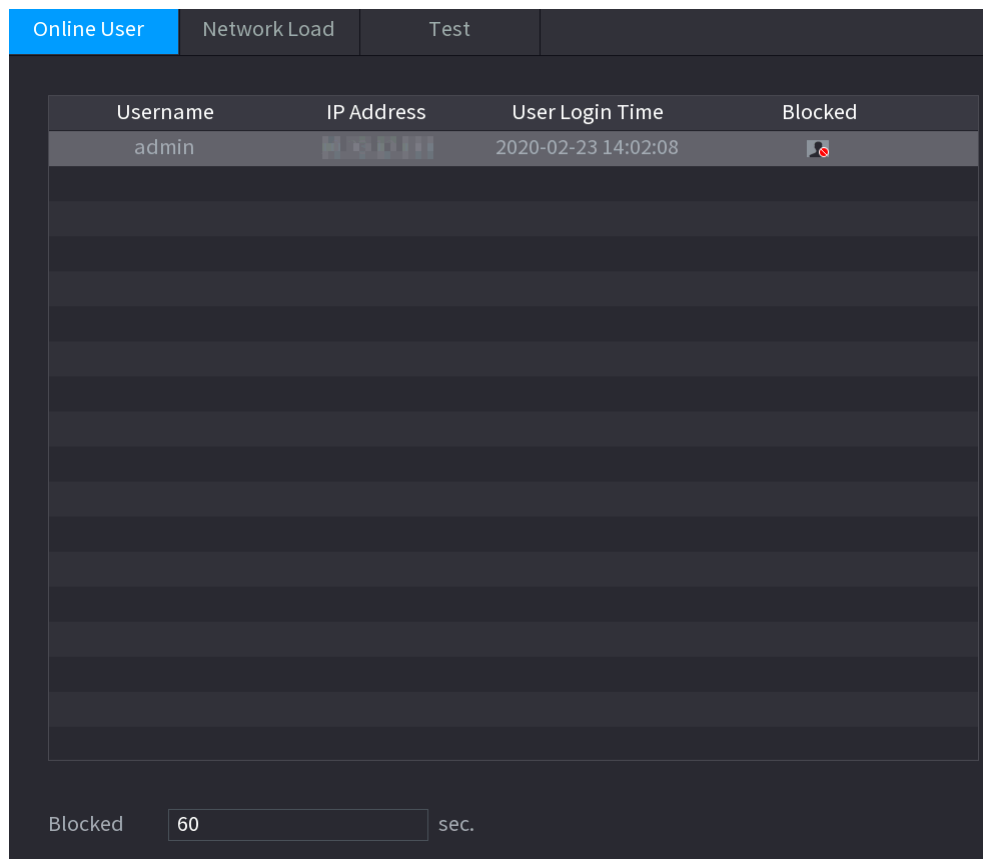 Online User Network Load Test
Username IP Address User Login Time Blocked
admin 2020-02-23 14:02:08
Blocked 60 sec.